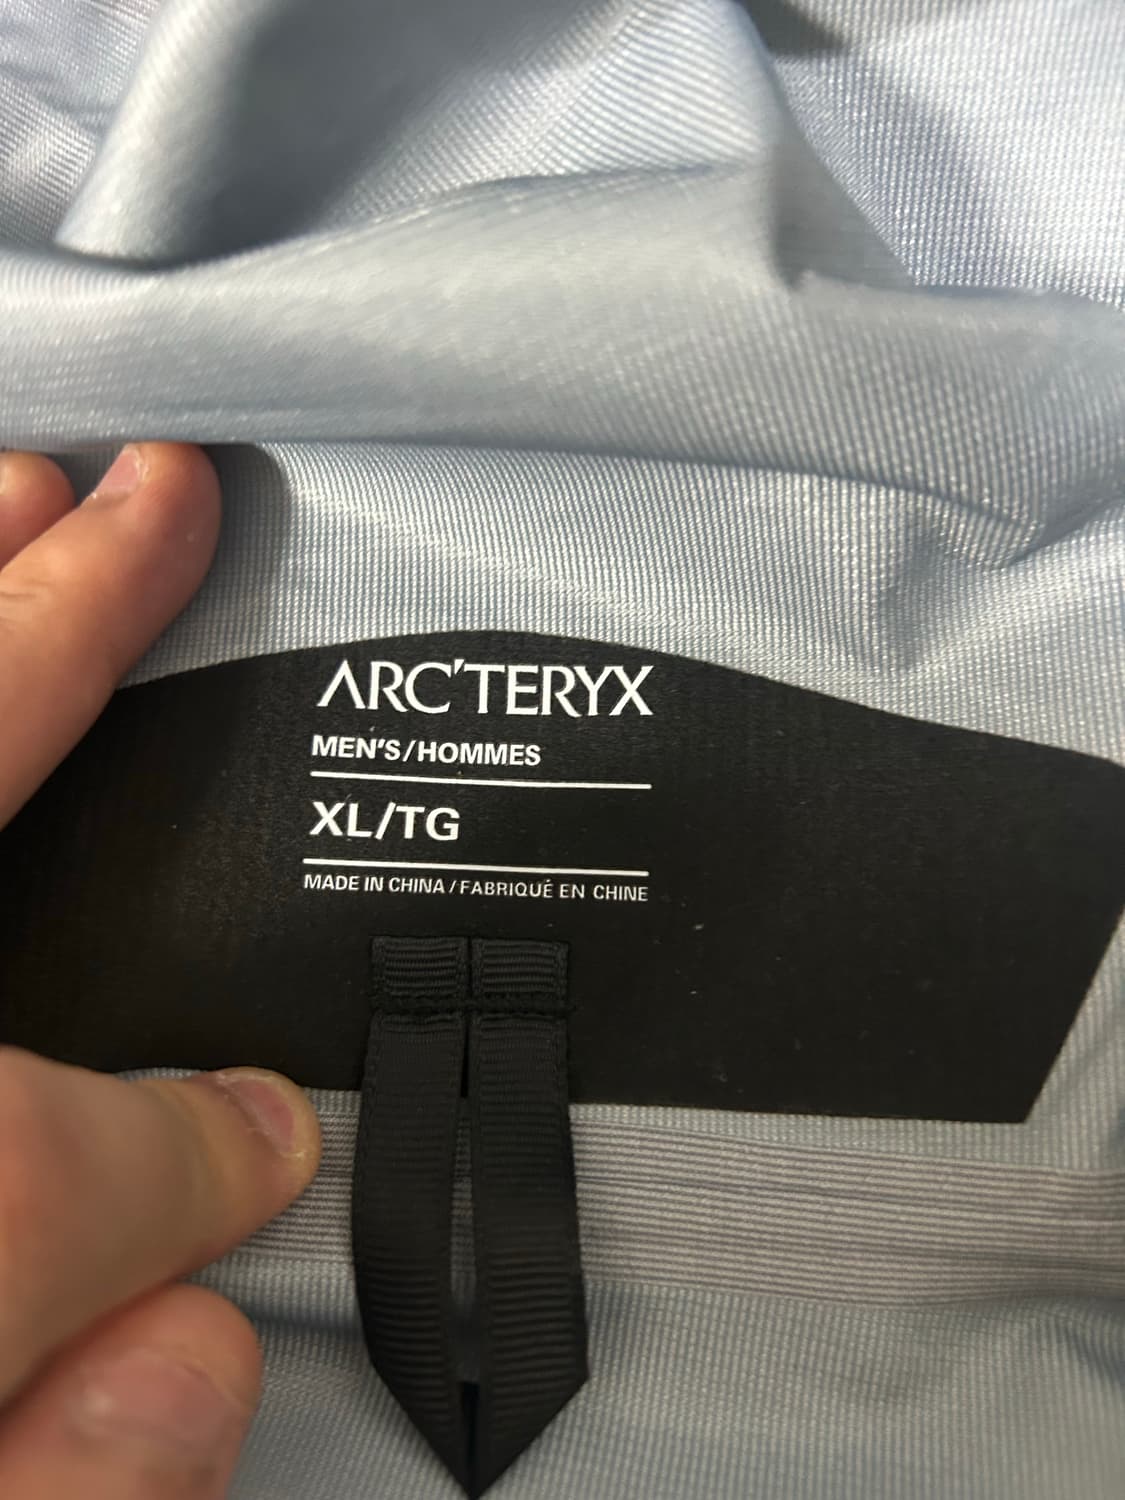 ARC'TERYX
MEN'S/HOMMES
XL/TG
MADE IN CHINA / FABRIQUÉ EN CHINE